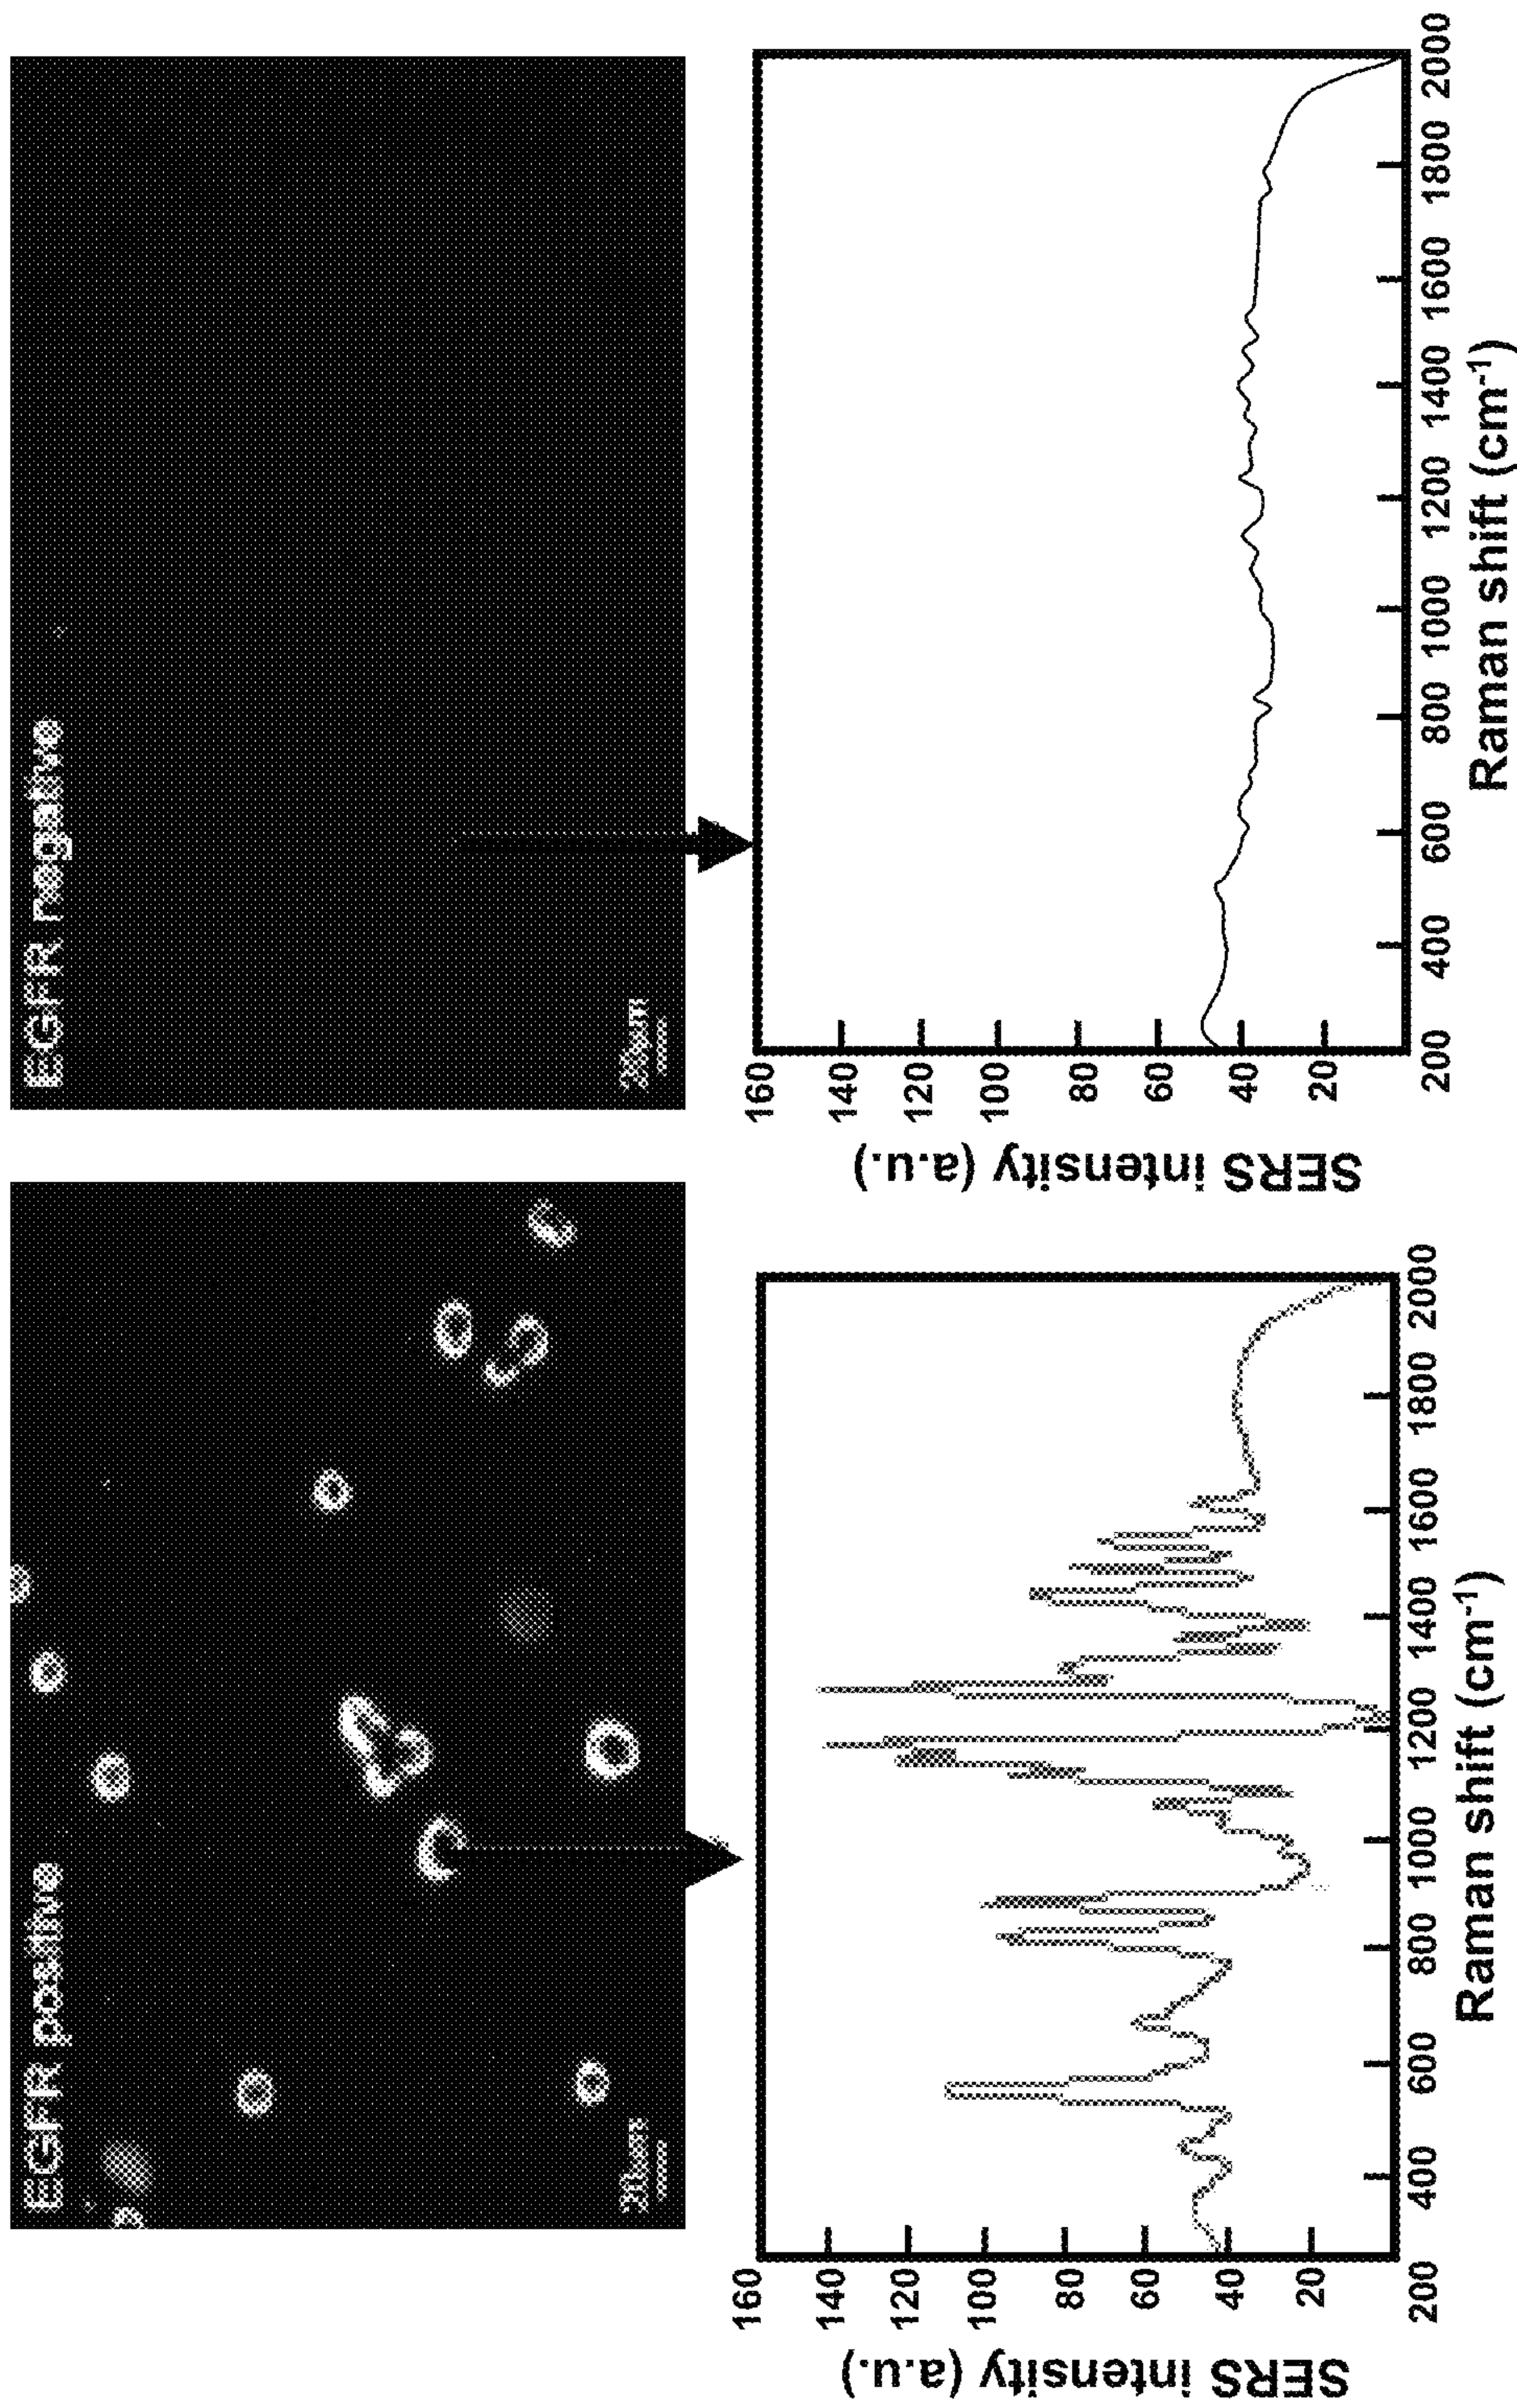 EGFR positive
20μm
EGFR negative
160
140
120
100
80
60
40
20
SERS intensity (a.u.)
200 400 600 800 1000 1200 1400 1600 1800 2000
Raman shift (cm-1)
160
140
120
100
80
60
40
20
SERS intensity (a.u.)
200 400 600 800 1000 1200 1400 1600 1800 2000
Raman shift (cm-1)